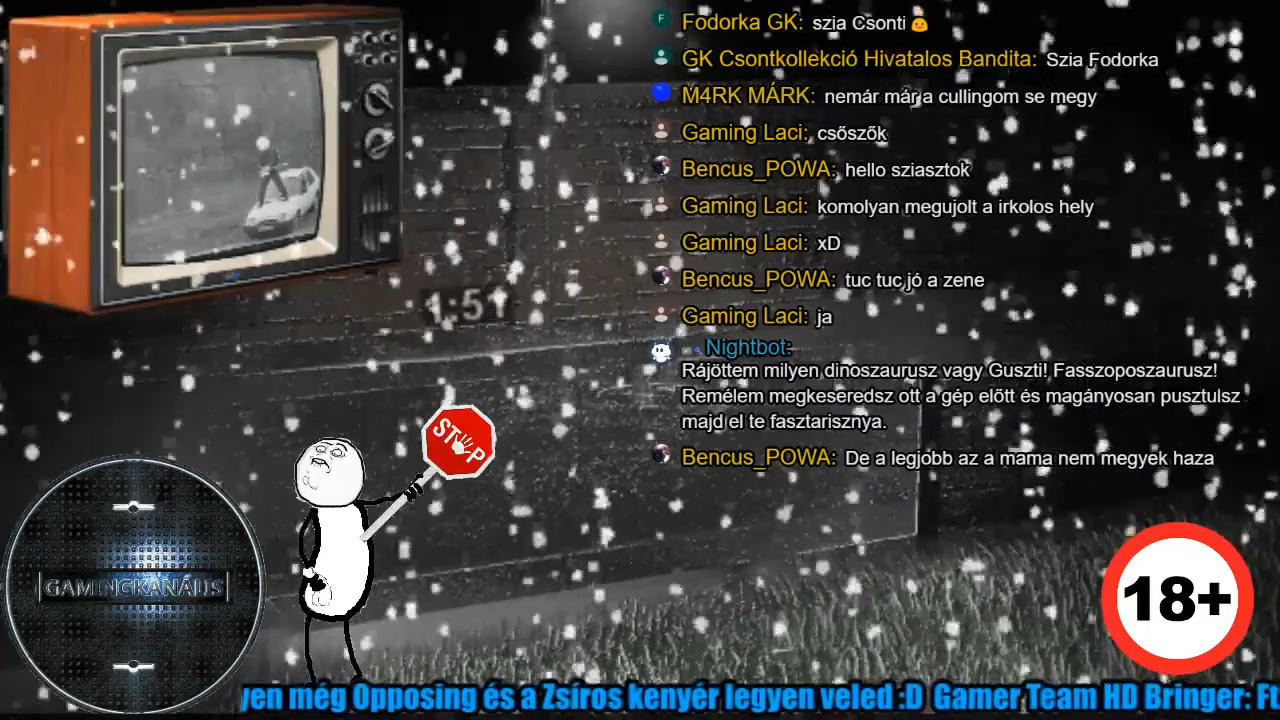 Fodorka GK: szia Csonti
GK Csontkollekció Hivatalos Bandita: Szia Fodorka
M4RK MÁRK: nemár már a cullingom se megy
Gaming Laci: csőszők
Bencus_POWA: hello sziasztok
Gaming Laci: komolyan megujolt a irkolos hely
Gaming Laci: xD
Bencus_POWA: tuc tuc jó a zene
Gaming Laci: ja
Nightbot:
Rájöttem milyen dinoszaurusz vagy Guszti! Fasszoposzaurusz!
Remélem megkeseredsz ott a gép előtt és magányosan pusztulsz
majd el te fasztarisznya.
Bencus_POWA: De a legjóbb az a mama nem megyek haza
1:51
STOP
GAMINGKANÁLIS
18+
yen még Opposing és a Zsíros kenyér legyen veled :D Gamer Team HD Bringer: